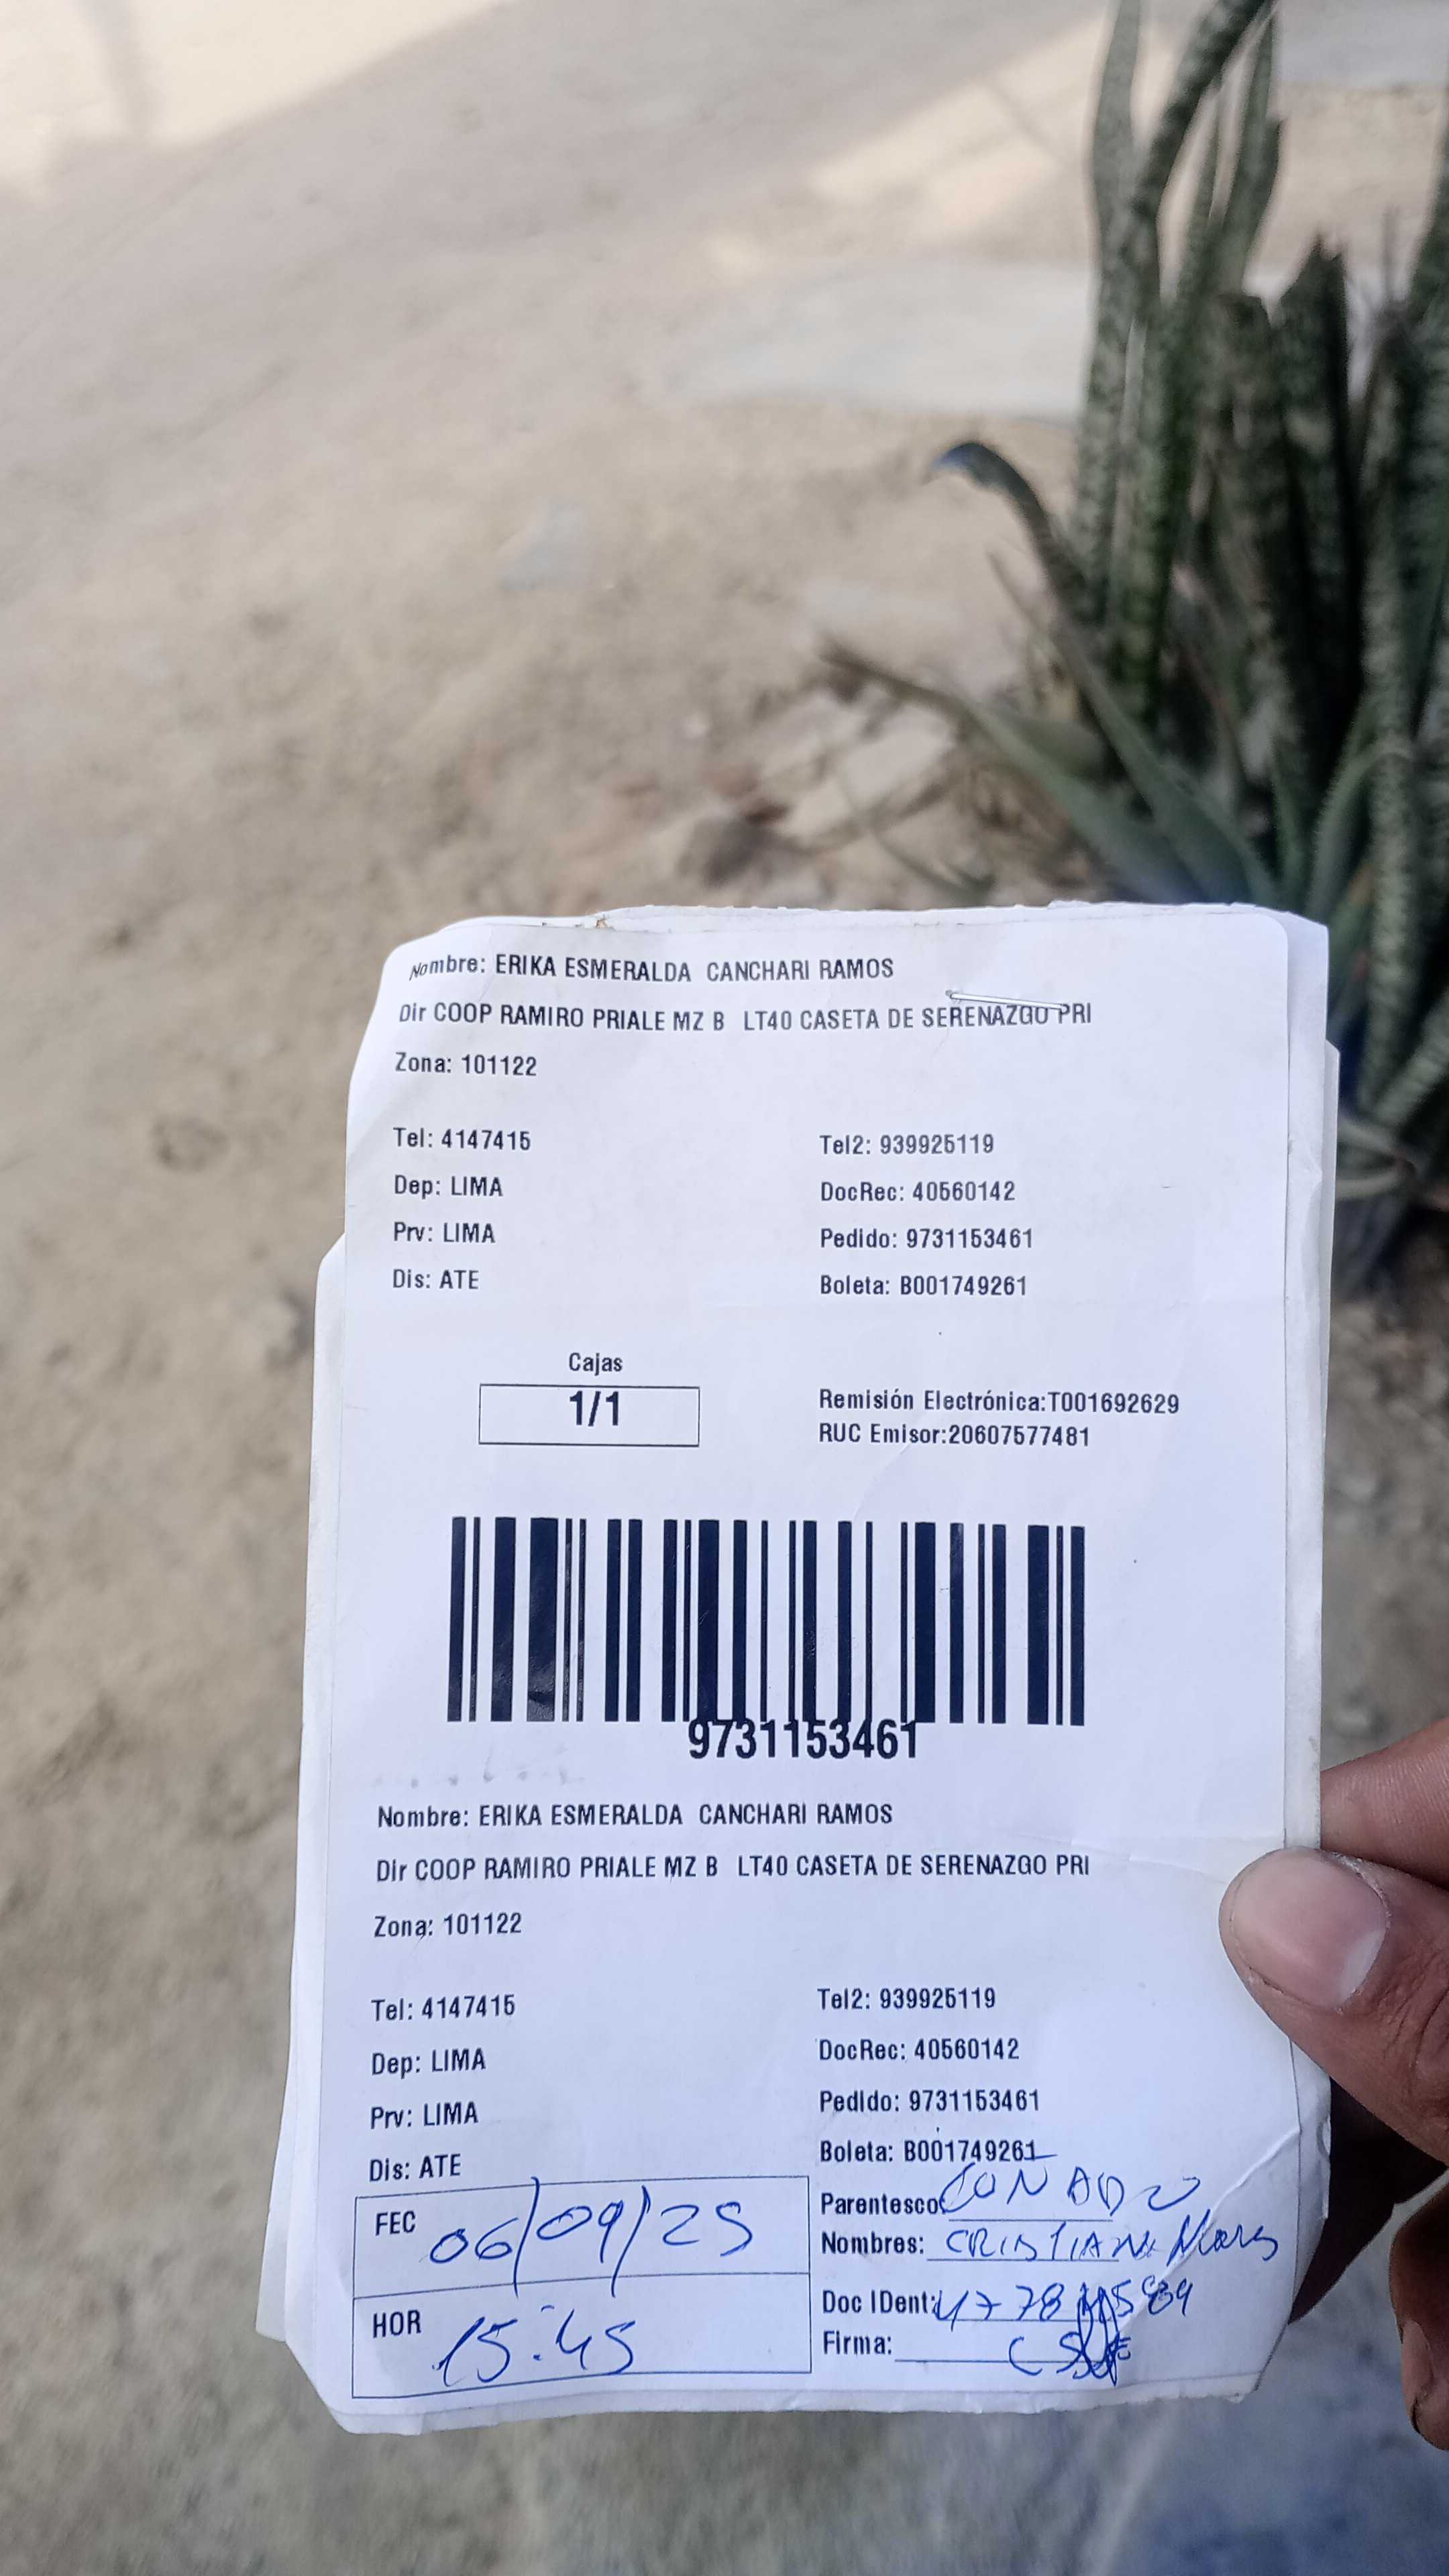 Nombre: ERIKA ESMERALDA CANCHARI RAMOS
Dir COOP RAMIRO PRIALE MZ B LT40 CASETA DE SERENAZGO PRI
Zona: 101122
Tel: 4147415 Tel2: 939925119
Dep: LIMA DocRec: 40560142
Prv: LIMA Pedido: 9731153461
Dis: ATE Boleta: B001749261
Cajas
1/1
Remisión Electrónica:T001692629
RUC Emisor:20607577481
9731153461
Nombre: ERIKA ESMERALDA CANCHARI RAMOS
Dir COOP RAMIRO PRIALE MZ B LT40 CASETA DE SERENAZGO PRI
Zona: 101122
Tel: 4147415 Tel2: 939925119
Dep: LIMA DocRec: 40560142
Prv: LIMA Pedido: 9731153461
Dis: ATE Boleta: B001749261
FEC 06/09/25
HOR 15:45
Parentesco:
Nombres: CRISTIAN
Doc IDent:
Firma: